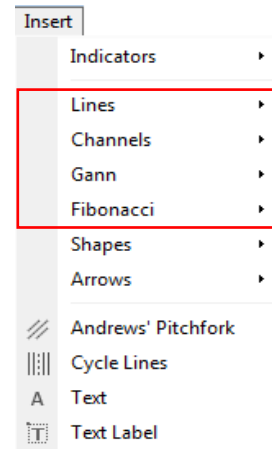 Insert
Indicators
Lines
Channels
Gann
Fibonacci
Shapes
Arrows
Andrews' Pitchfork
Cycle Lines
A Text
T Text Label